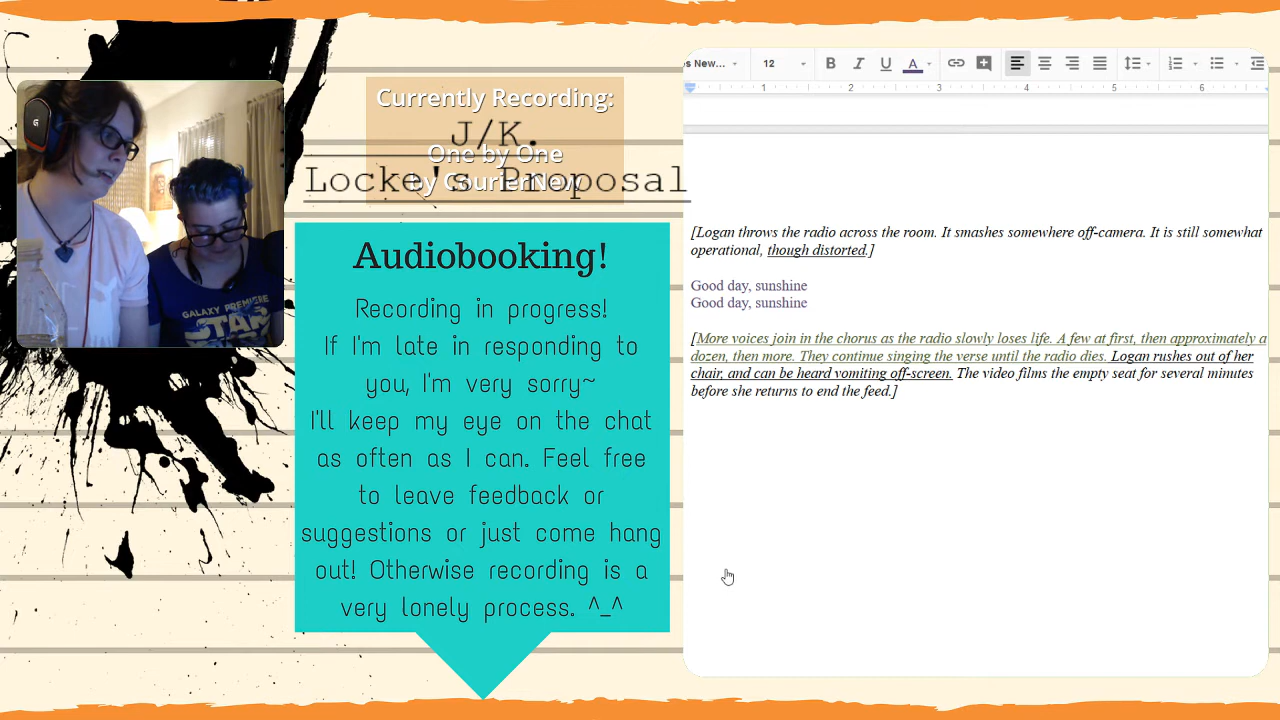 Currently Recording:
J/K.
One by One
by CourierNew
Locke's Proposal
Audiobooking!
Recording in progress!
If I'm late in responding to
you, I'm very sorry~
I'll keep my eye on the chat
as often as I can. Feel free
to leave feedback or
suggestions or just come hang
out! Otherwise recording is a
very lonely process. ^_^
GALAXY PREMIERE
STAR
s New...
12
B I U A
1 2 3 4 5 6
[Logan throws the radio across the room. It smashes somewhere off-camera. It is still somewhat
operational, though distorted.]
Good day, sunshine
Good day, sunshine
[More voices join in the chorus as the radio slowly loses life. A few at first, then approximately a
dozen, then more. They continue singing the verse until the radio dies. Logan rushes out of her
chair, and can be heard vomiting off-screen. The video films the empty seat for several minutes
before she returns to end the feed.]